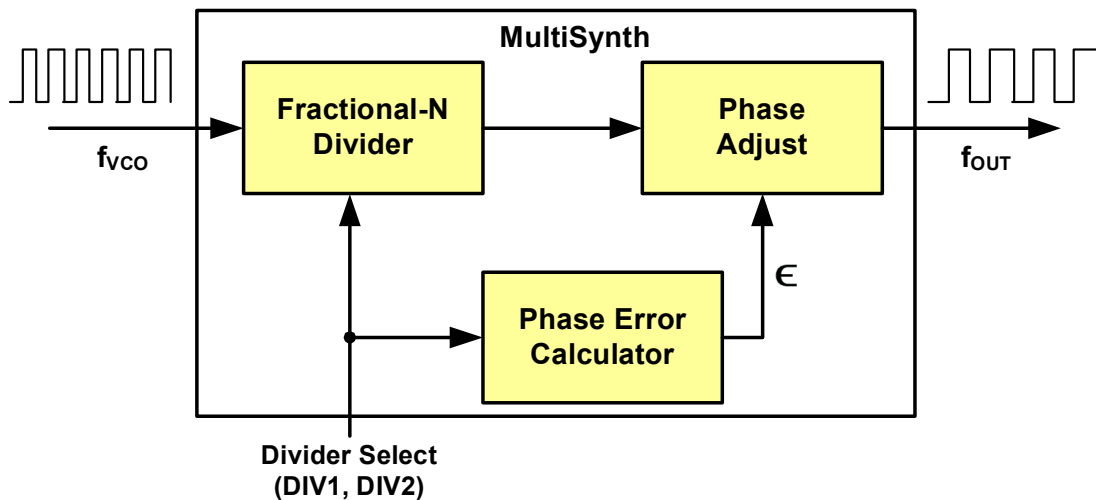 MultiSynth
Fractional-N
Divider
Phase
Adjust
fVCO
fOUT
ϵ
Phase Error
Calculator
Divider Select
(DIV1, DIV2)